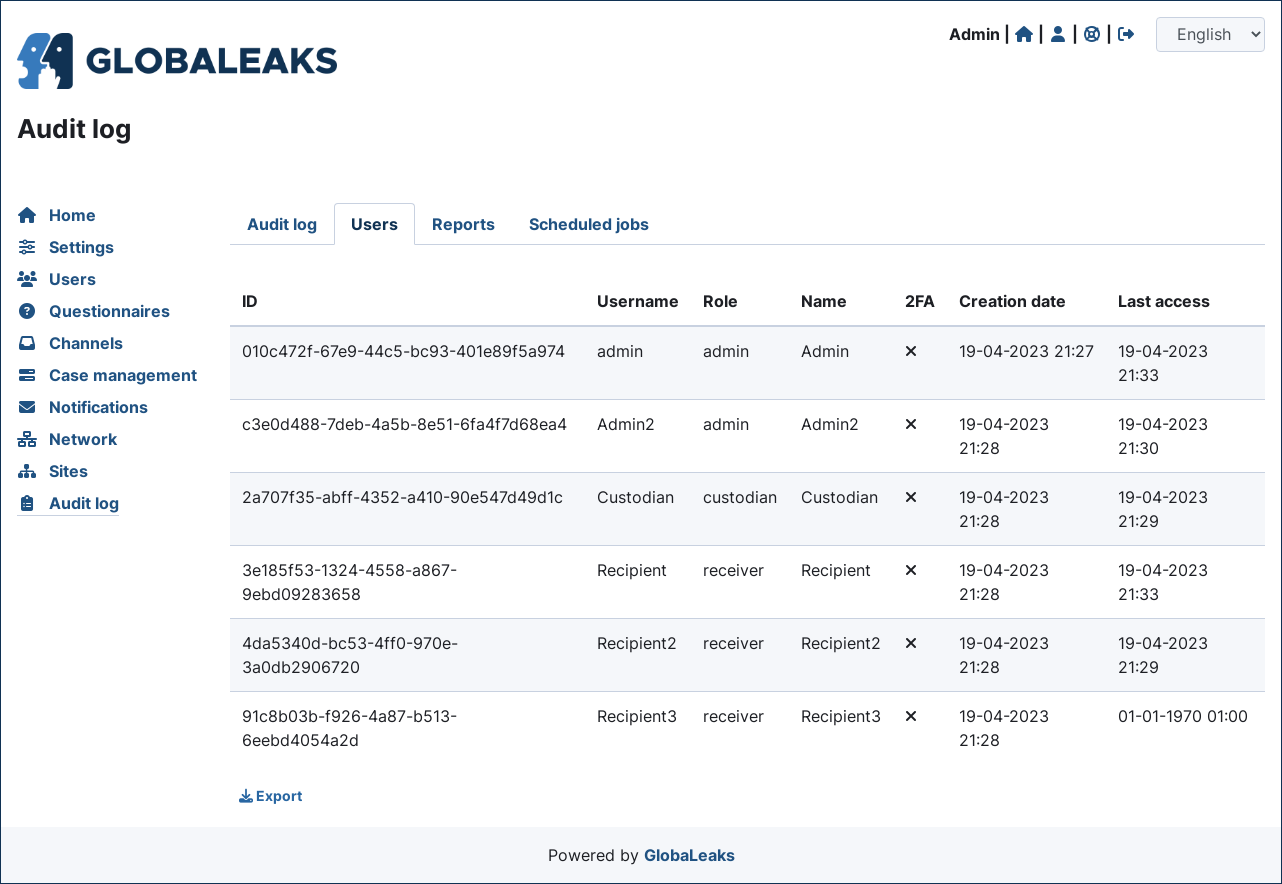 Admin | | | |
English
GLOBALEAKS
Audit log
Home
Settings
Users
Questionnaires
Channels
Case management
Notifications
Network
Sites
Audit log
Audit log Users Reports Scheduled jobs
ID Username Role Name 2FA Creation date Last access
010c472f-67e9-44c5-bc93-401e89f5a974 admin admin Admin 19-04-2023 21:27 19-04-2023
21:33
c3e0d488-7deb-4a5b-8e51-6fa4f7d68ea4 Admin2 admin Admin2 19-04-2023 19-04-2023
21:28 21:30
2a707f35-abff-4352-a410-90e547d49d1c Custodian custodian Custodian 19-04-2023 19-04-2023
21:28 21:29
3e185f53-1324-4558-a867- Recipient receiver Recipient 19-04-2023 19-04-2023
9ebd09283658 21:28 21:33
4da5340d-bc53-4ff0-970e- Recipient2 receiver Recipient2 19-04-2023 19-04-2023
3a0db2906720 21:28 21:29
91c8b03b-f926-4a87-b513- Recipient3 receiver Recipient3 19-04-2023 01-01-1970 01:00
6eebd4054a2d 21:28
Export
Powered by GlobaLeaks